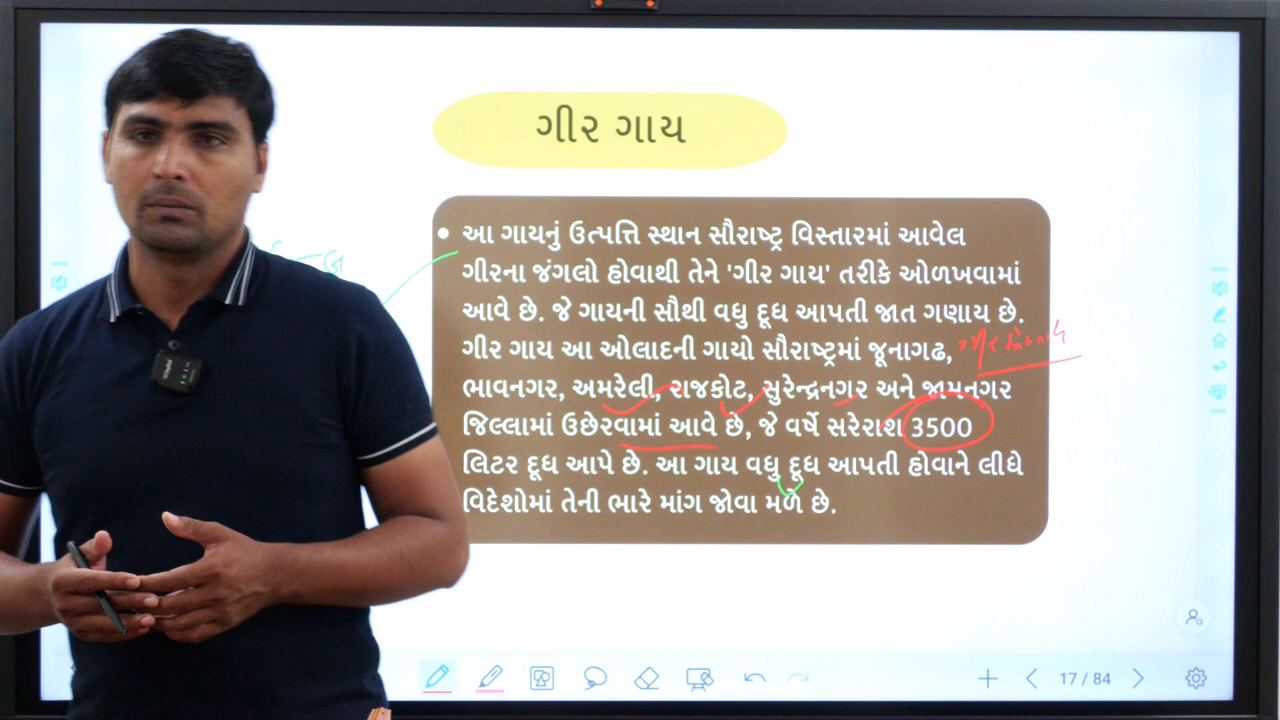 ગીર ગાય
• આ ગાયનું ઉત્પત્તિ સ્થાન સૌરાષ્ટ્ર વિસ્તારમાં આવેલ
ગીરના જંગલો હોવાથી તેને 'ગીર ગાય' તરીકે ઓળખવામાં
આવે છે. જે ગાયની સૌથી વધુ દૂધ આપતી જાત ગણાય છે.
ગીર ગાય આ ઓલાદની ગાયો સૌરાષ્ટ્રમાં જૂનાગઢ,
ભાવનગર, અમરેલી, રાજકોટ, સુરેન્દ્રનગર અને જામનગર
જિલ્લામાં ઉછેરવામાં આવે છે, જે વર્ષે સરેરાશ 3500
લિટર દૂધ આપે છે. આ ગાય વધુ દૂધ આપતી હોવાને લીધે
વિદેશોમાં તેની ભારે માંગ જોવા મળે છે.
17 / 84